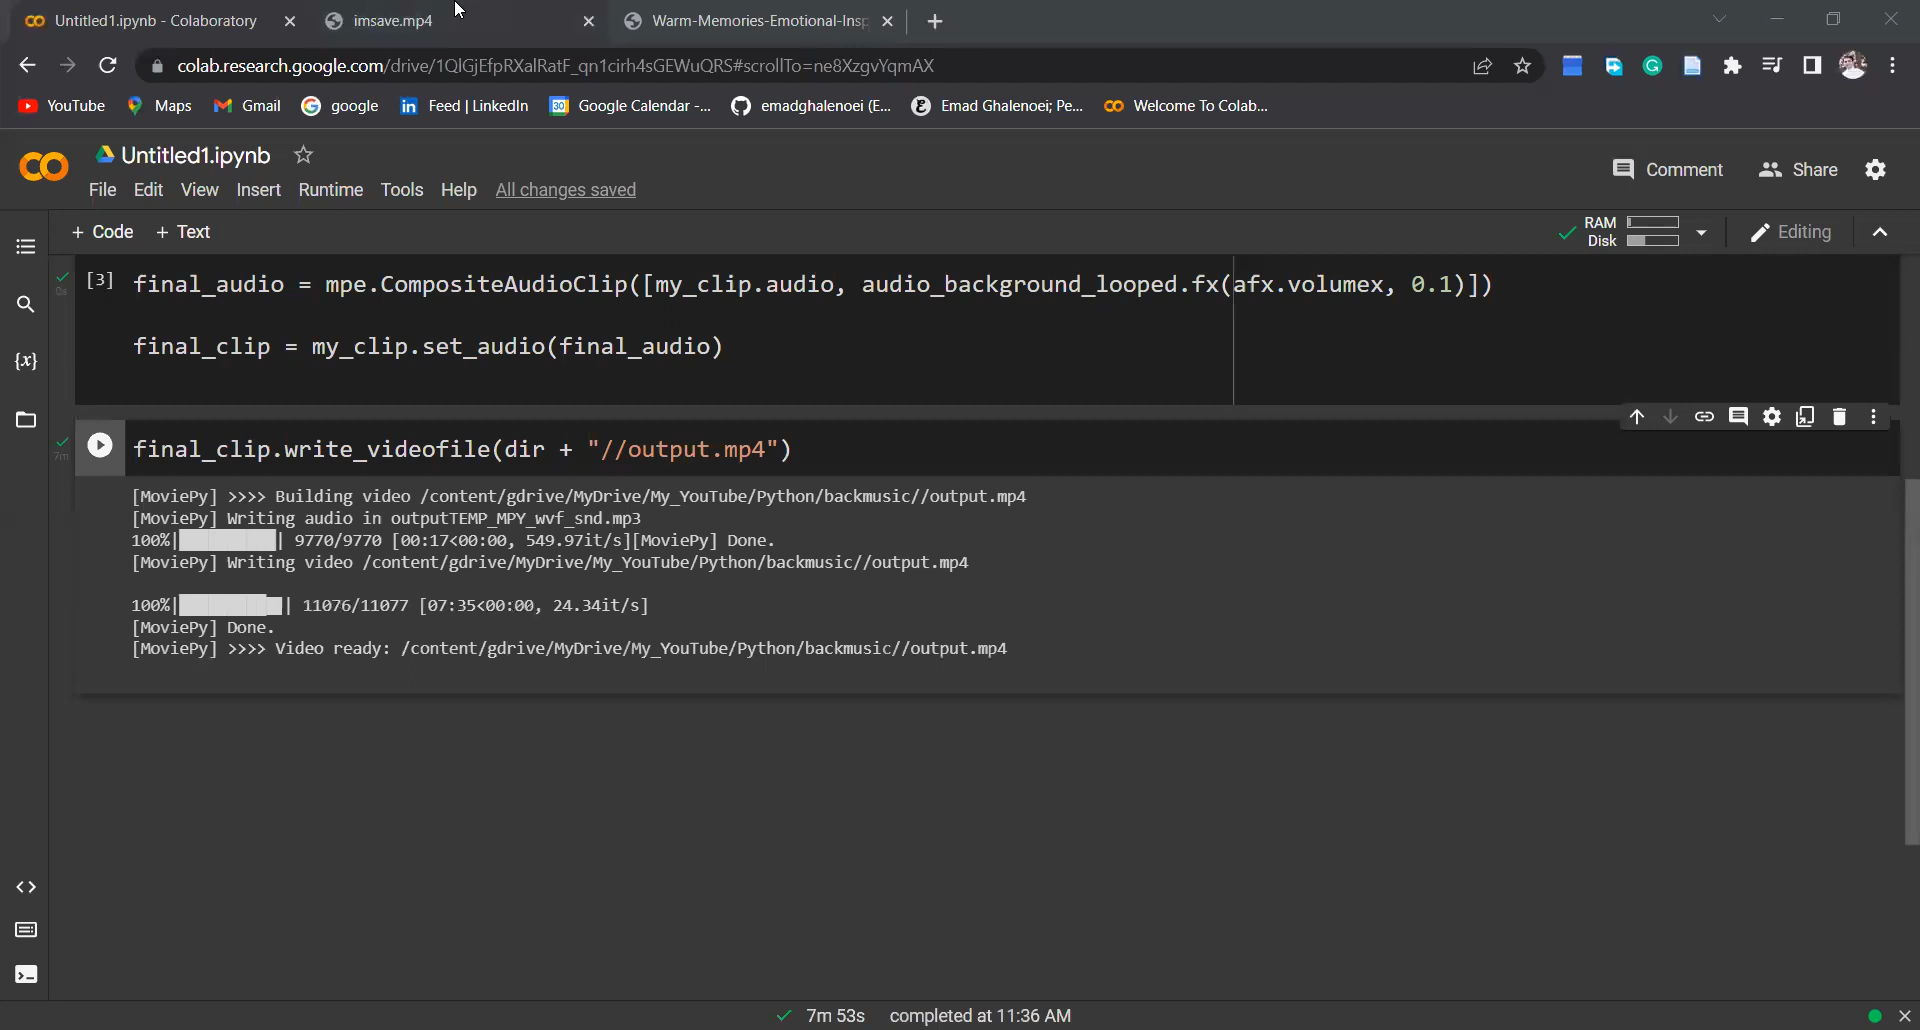 Untitled1.ipynb - Colaboratory
imsave.mp4
Warm-Memories-Emotional-Insp
colab.research.google.com/drive/1QlGjEfpRXalRatF_qn1cirh4sGEWuQRS#scrollTo=ne8XzgvYqmAX
YouTube
Maps
Gmail
google
Feed | LinkedIn
Google Calendar -...
emadghalenoei (E...
Emad Ghalenoei; Pe...
Welcome To Colab...
Untitled1.ipynb
Comment
Share
File Edit View Insert Runtime Tools Help All changes saved
+ Code + Text
RAM
Disk
Editing
[3] final_audio = mpe.CompositeAudioClip([my_clip.audio, audio_background_looped.fx(afx.volumex, 0.1)])
0s
final_clip = my_clip.set_audio(final_audio)
final_clip.write_videofile(dir + "//output.mp4")
7m
[MoviePy] >>>> Building video /content/gdrive/MyDrive/My_YouTube/Python/backmusic//output.mp4
[MoviePy] Writing audio in outputTEMP_MPY_wvf_snd.mp3
100%|██████████| 9770/9770 [00:17<00:00, 549.97it/s][MoviePy] Done.
[MoviePy] Writing video /content/gdrive/MyDrive/My_YouTube/Python/backmusic//output.mp4
100%|█████████▉| 11076/11077 [07:35<00:00, 24.34it/s]
[MoviePy] Done.
[MoviePy] >>>> Video ready: /content/gdrive/MyDrive/My_YouTube/Python/backmusic//output.mp4
7m 53s completed at 11:36 AM